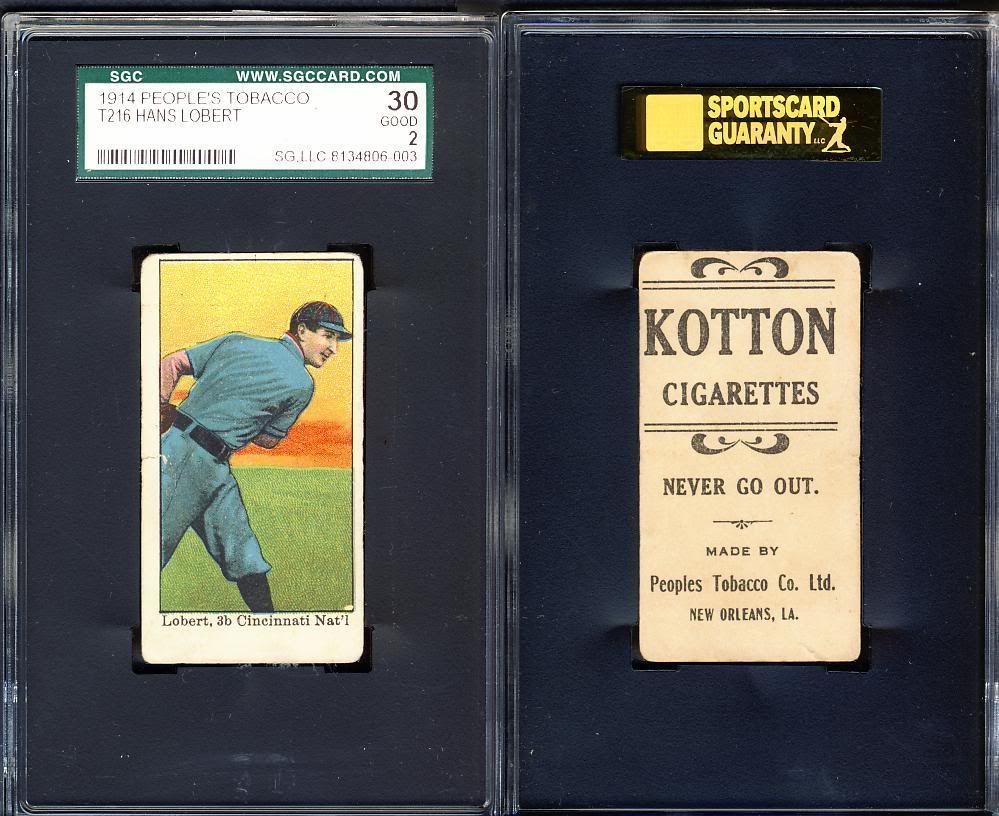 SGC WWW.SGCCARD.COM
1914 PEOPLE'S TOBACCO 30
T216 HANS LOBERT GOOD
2
SG,LLC 8134806-003
Lobert, 3b Cincinnati Nat'l
SPORTSCARD
GUARANTY LLC
KOTTON
CIGARETTES
NEVER GO OUT.
MADE BY
Peoples Tobacco Co. Ltd.
NEW ORLEANS, LA.